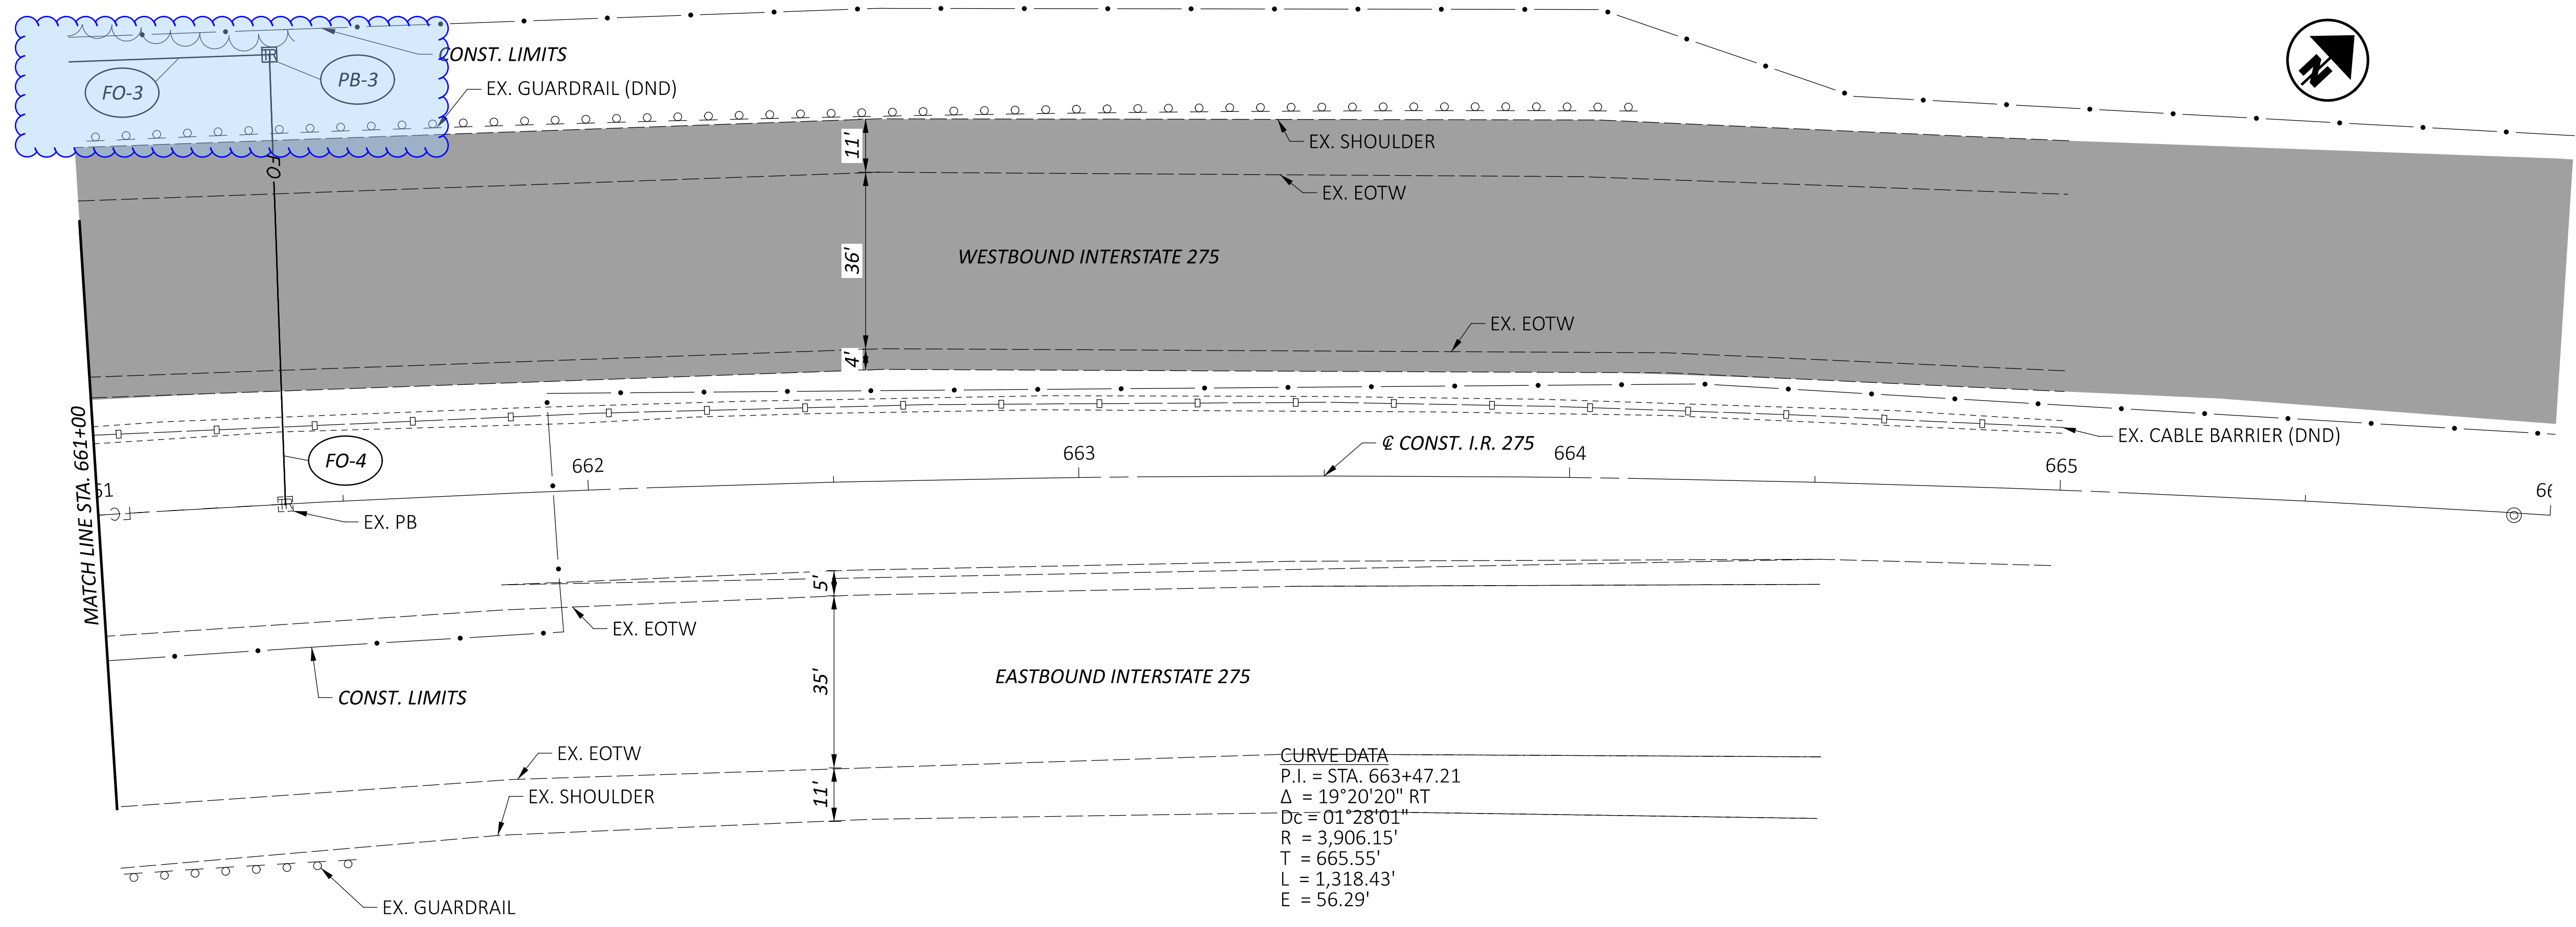 CONST. LIMITS
FO-3
PB-3
EX. GUARDRAIL (DND)
N
TR
FO
11'
EX. SHOULDER
EX. EOTW
36'
WESTBOUND INTERSTATE 275
EX. EOTW
4'
MATCH LINE STA. 661+00
FO-4
℄ CONST. I.R. 275
EX. CABLE BARRIER (DND)
61
662
663
664
665
66
TR
EX. PB
5'
EX. EOTW
35'
EASTBOUND INTERSTATE 275
CONST. LIMITS
EX. EOTW
EX. SHOULDER
11'
CURVE DATA
P.I. = STA. 663+47.21
Δ = 19°20'20" RT
Dc = 01°28'01"
R = 3,906.15'
T = 665.55'
L = 1,318.43'
E = 56.29'
EX. GUARDRAIL